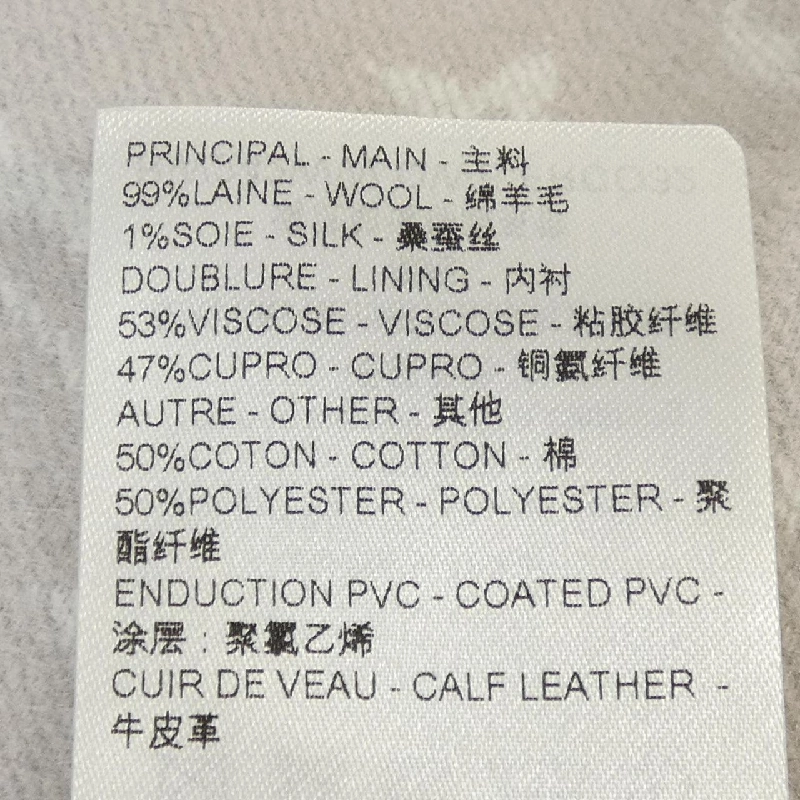 PRINCIPAL - MAIN - 主料
99%LAINE - WOOL - 绵羊毛
1%SOIE - SILK - 桑蚕丝
DOUBLURE - LINING - 内衬
53%VISCOSE - VISCOSE - 粘胶纤维
47%CUPRO - CUPRO - 铜氨纤维
AUTRE - OTHER - 其他
50%COTON - COTTON - 棉
50%POLYESTER - POLYESTER - 聚
酯纤维
ENDUCTION PVC - COATED PVC -
涂层：聚氯乙烯
CUIR DE VEAU - CALF LEATHER -
牛皮革